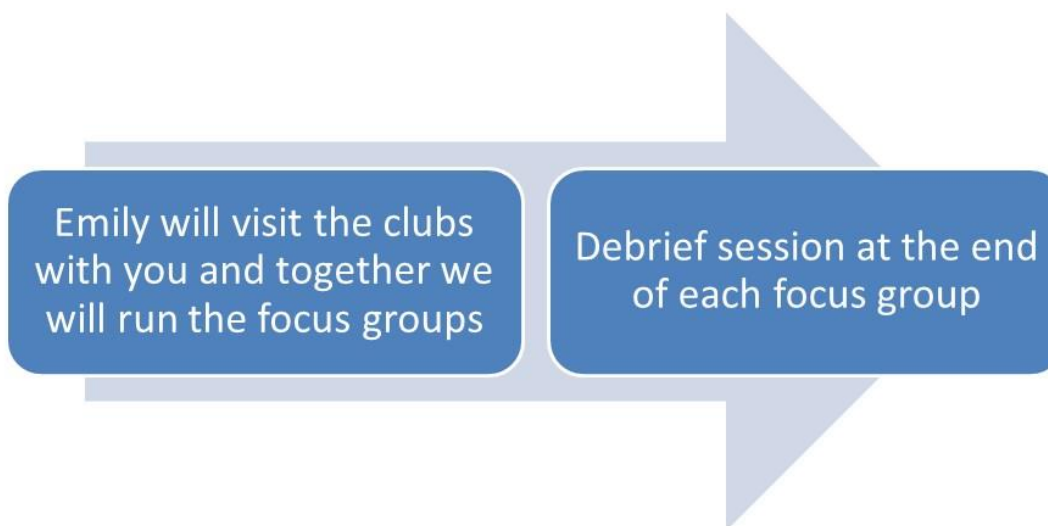 Emily will visit the clubs
with you and together we
will run the focus groups
Debrief session at the end
of each focus group